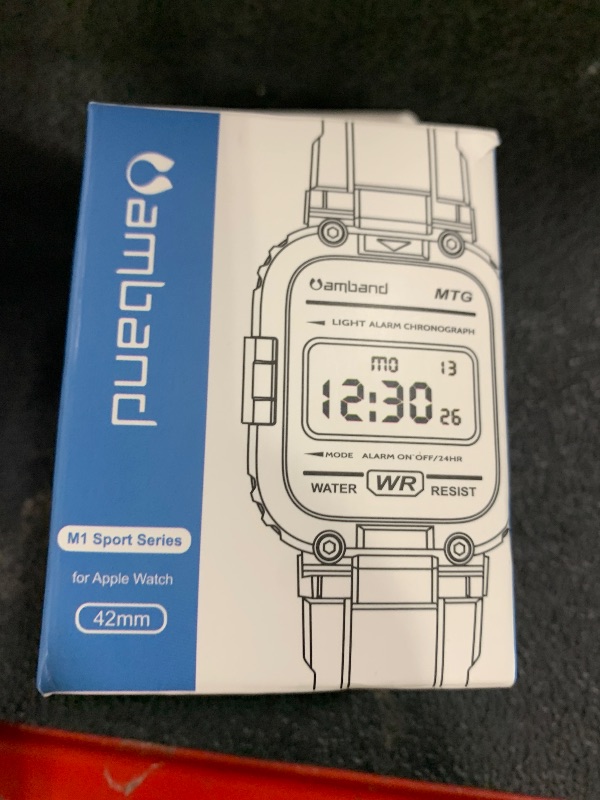 amband
M1 Sport Series
for Apple Watch
42mm
amband
MTG
LIGHT ALARM CHRONOGRAPH
MO 13
12:30 26
MODE ALARM ON OFF/24HR
WATER WR RESIST